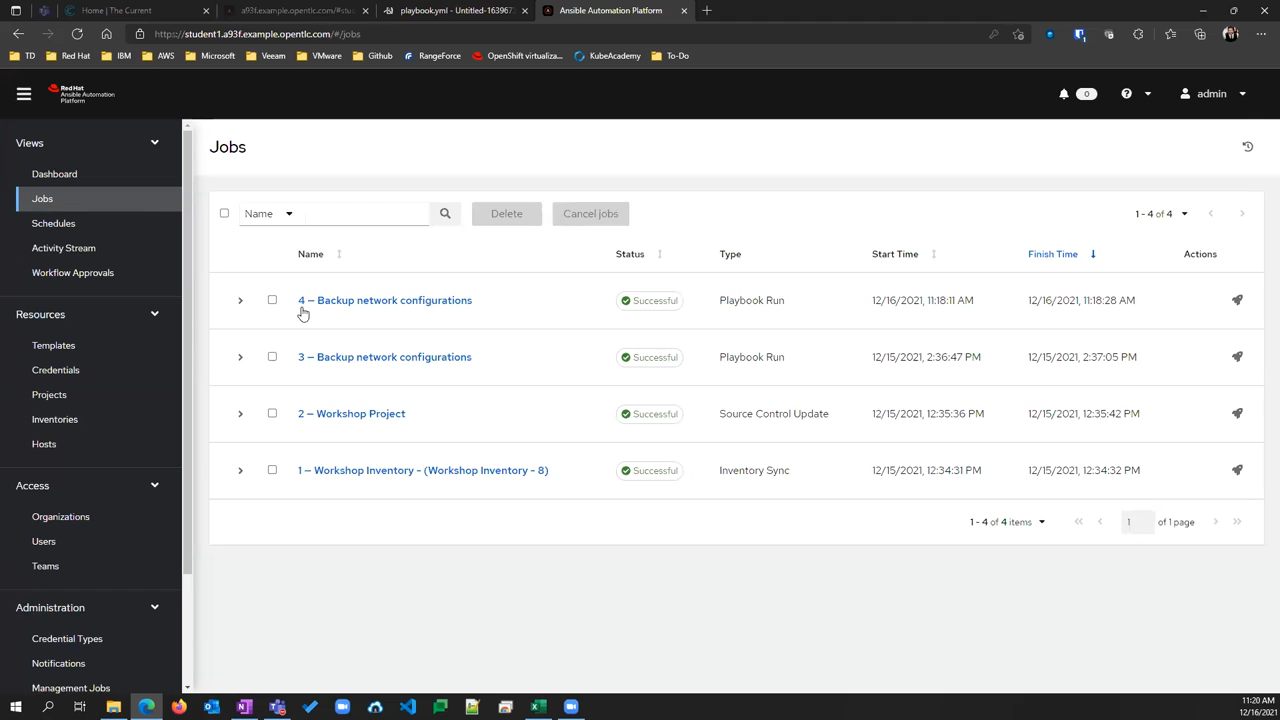 Home | The Current
a93f.example.opentlc.com/#stu
playbook.yml - Untitled-163967
Ansible Automation Platform
https://student1.a93f.example.opentlc.com/#/jobs
TD
Red Hat
IBM
AWS
Microsoft
Veeam
VMware
Github
RangeForce
OpenShift virtualiza...
KubeAcademy
To-Do
Red Hat
Ansible Automation
Platform
0
admin
Views
Dashboard
Jobs
Schedules
Activity Stream
Workflow Approvals
Resources
Templates
Credentials
Projects
Inventories
Hosts
Access
Organizations
Users
Teams
Administration
Credential Types
Notifications
Management Jobs
Jobs
Name
Delete
Cancel jobs
1 - 4 of 4
Name
Status
Type
Start Time
Finish Time
Actions
4 — Backup network configurations
Successful
Playbook Run
12/16/2021, 11:18:11 AM
12/16/2021, 11:18:28 AM
3 — Backup network configurations
Successful
Playbook Run
12/15/2021, 2:36:47 PM
12/15/2021, 2:37:05 PM
2 — Workshop Project
Successful
Source Control Update
12/15/2021, 12:35:36 PM
12/15/2021, 12:35:42 PM
1 — Workshop Inventory - (Workshop Inventory - 8)
Successful
Inventory Sync
12/15/2021, 12:34:31 PM
12/15/2021, 12:34:32 PM
1 - 4 of 4 items
1
of 1 page
11:20 AM
12/16/2021